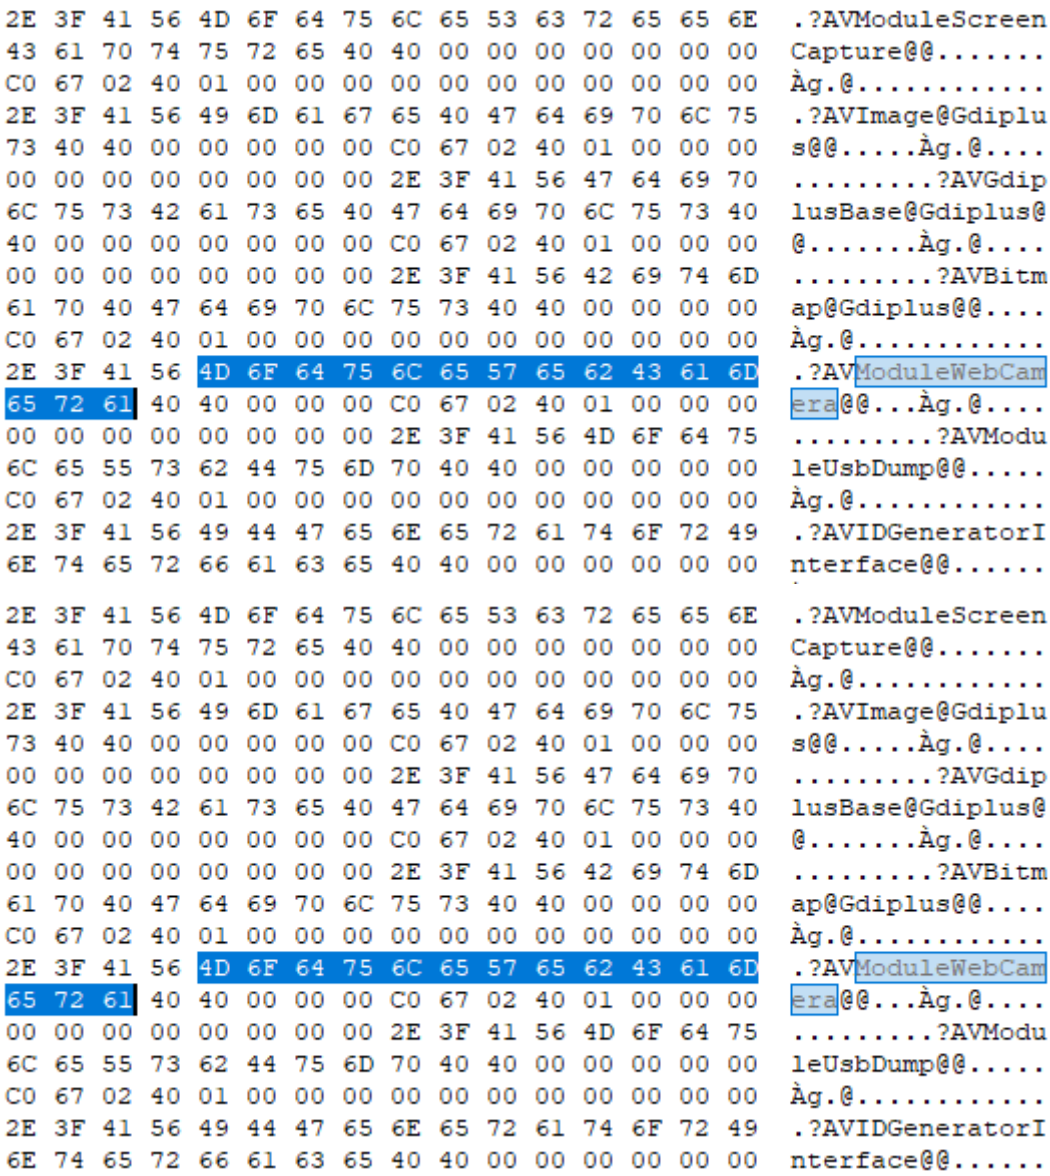 2E 3F 41 56 4D 6F 64 75 6C 65 53 63 72 65 65 6E .?AVModuleScreen
43 61 70 74 75 72 65 40 40 00 00 00 00 00 00 00 Capture@@.......
C0 67 02 40 01 00 00 00 00 00 00 00 00 00 00 00 Àg.@............
2E 3F 41 56 49 6D 61 67 65 40 47 64 69 70 6C 75 .?AVImage@Gdiplu
73 40 40 00 00 00 00 00 C0 67 02 40 01 00 00 00 s@@.....Àg.@....
00 00 00 00 00 00 00 00 2E 3F 41 56 47 64 69 70 .........?AVGdip
6C 75 73 42 61 73 65 40 47 64 69 70 6C 75 73 40 lusBase@Gdiplus@
40 00 00 00 00 00 00 00 C0 67 02 40 01 00 00 00 @.......Àg.@....
00 00 00 00 00 00 00 00 2E 3F 41 56 42 69 74 6D .........?AVBitm
61 70 40 47 64 69 70 6C 75 73 40 40 00 00 00 00 ap@Gdiplus@@....
C0 67 02 40 01 00 00 00 00 00 00 00 00 00 00 00 Àg.@............
2E 3F 41 56 4D 6F 64 75 6C 65 57 65 62 43 61 6D .?AVModuleWebCam
65 72 61 40 40 00 00 00 C0 67 02 40 01 00 00 00 era@@...Àg.@....
00 00 00 00 00 00 00 00 2E 3F 41 56 4D 6F 64 75 .........?AVModu
6C 65 55 73 62 44 75 6D 70 40 40 00 00 00 00 00 leUsbDump@@.....
C0 67 02 40 01 00 00 00 00 00 00 00 00 00 00 00 Àg.@............
2E 3F 41 56 49 44 47 65 6E 65 72 61 74 6F 72 49 .?AVIDGeneratorI
6E 74 65 72 66 61 63 65 40 40 00 00 00 00 00 00 nterface@@......
2E 3F 41 56 4D 6F 64 75 6C 65 53 63 72 65 65 6E .?AVModuleScreen
43 61 70 74 75 72 65 40 40 00 00 00 00 00 00 00 Capture@@.......
C0 67 02 40 01 00 00 00 00 00 00 00 00 00 00 00 Àg.@............
2E 3F 41 56 49 6D 61 67 65 40 47 64 69 70 6C 75 .?AVImage@Gdiplu
73 40 40 00 00 00 00 00 C0 67 02 40 01 00 00 00 s@@.....Àg.@....
00 00 00 00 00 00 00 00 2E 3F 41 56 47 64 69 70 .........?AVGdip
6C 75 73 42 61 73 65 40 47 64 69 70 6C 75 73 40 lusBase@Gdiplus@
40 00 00 00 00 00 00 00 C0 67 02 40 01 00 00 00 @.......Àg.@....
00 00 00 00 00 00 00 00 2E 3F 41 56 42 69 74 6D .........?AVBitm
61 70 40 47 64 69 70 6C 75 73 40 40 00 00 00 00 ap@Gdiplus@@....
C0 67 02 40 01 00 00 00 00 00 00 00 00 00 00 00 Àg.@............
2E 3F 41 56 4D 6F 64 75 6C 65 57 65 62 43 61 6D .?AVModuleWebCam
65 72 61 40 40 00 00 00 C0 67 02 40 01 00 00 00 era@@...Àg.@....
00 00 00 00 00 00 00 00 2E 3F 41 56 4D 6F 64 75 .........?AVModu
6C 65 55 73 62 44 75 6D 70 40 40 00 00 00 00 00 leUsbDump@@.....
C0 67 02 40 01 00 00 00 00 00 00 00 00 00 00 00 Àg.@............
2E 3F 41 56 49 44 47 65 6E 65 72 61 74 6F 72 49 .?AVIDGeneratorI
6E 74 65 72 66 61 63 65 40 40 00 00 00 00 00 00 nterface@@......